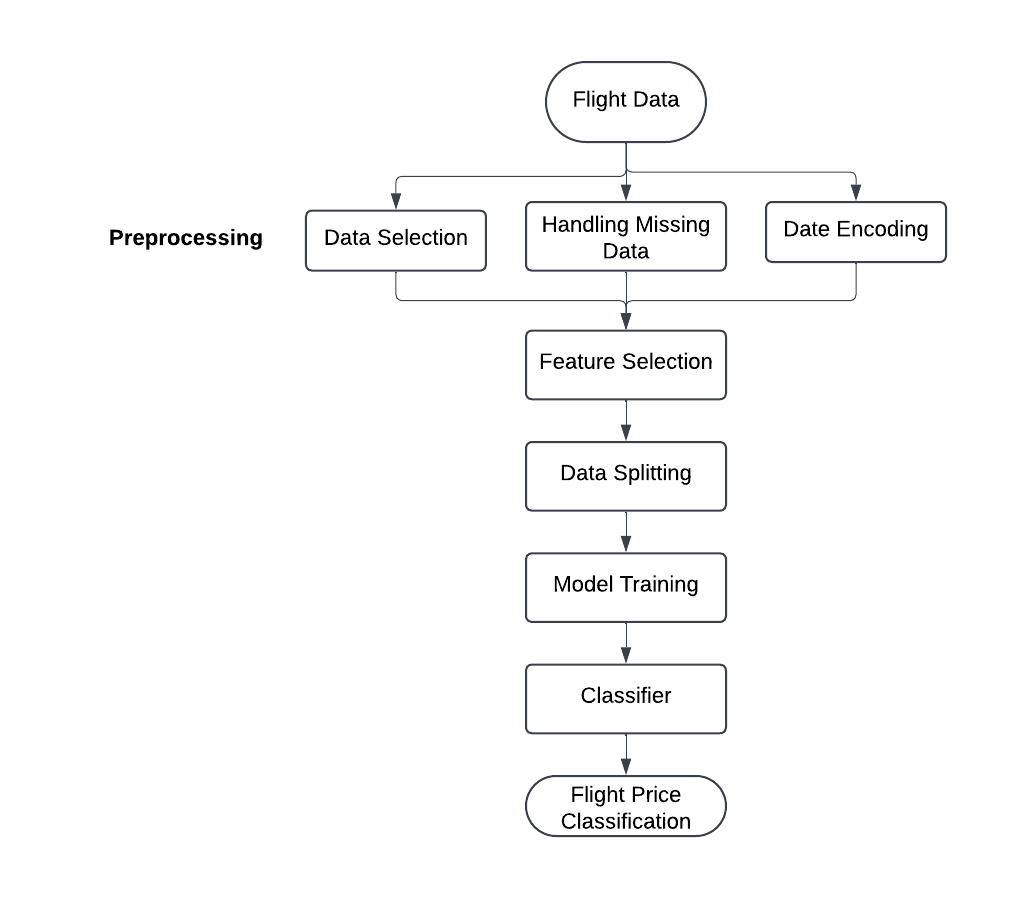 Flight Data
Preprocessing
Data Selection
Handling Missing
Data
Date Encoding
Feature Selection
Data Splitting
Model Training
Classifier
Flight Price
Classification